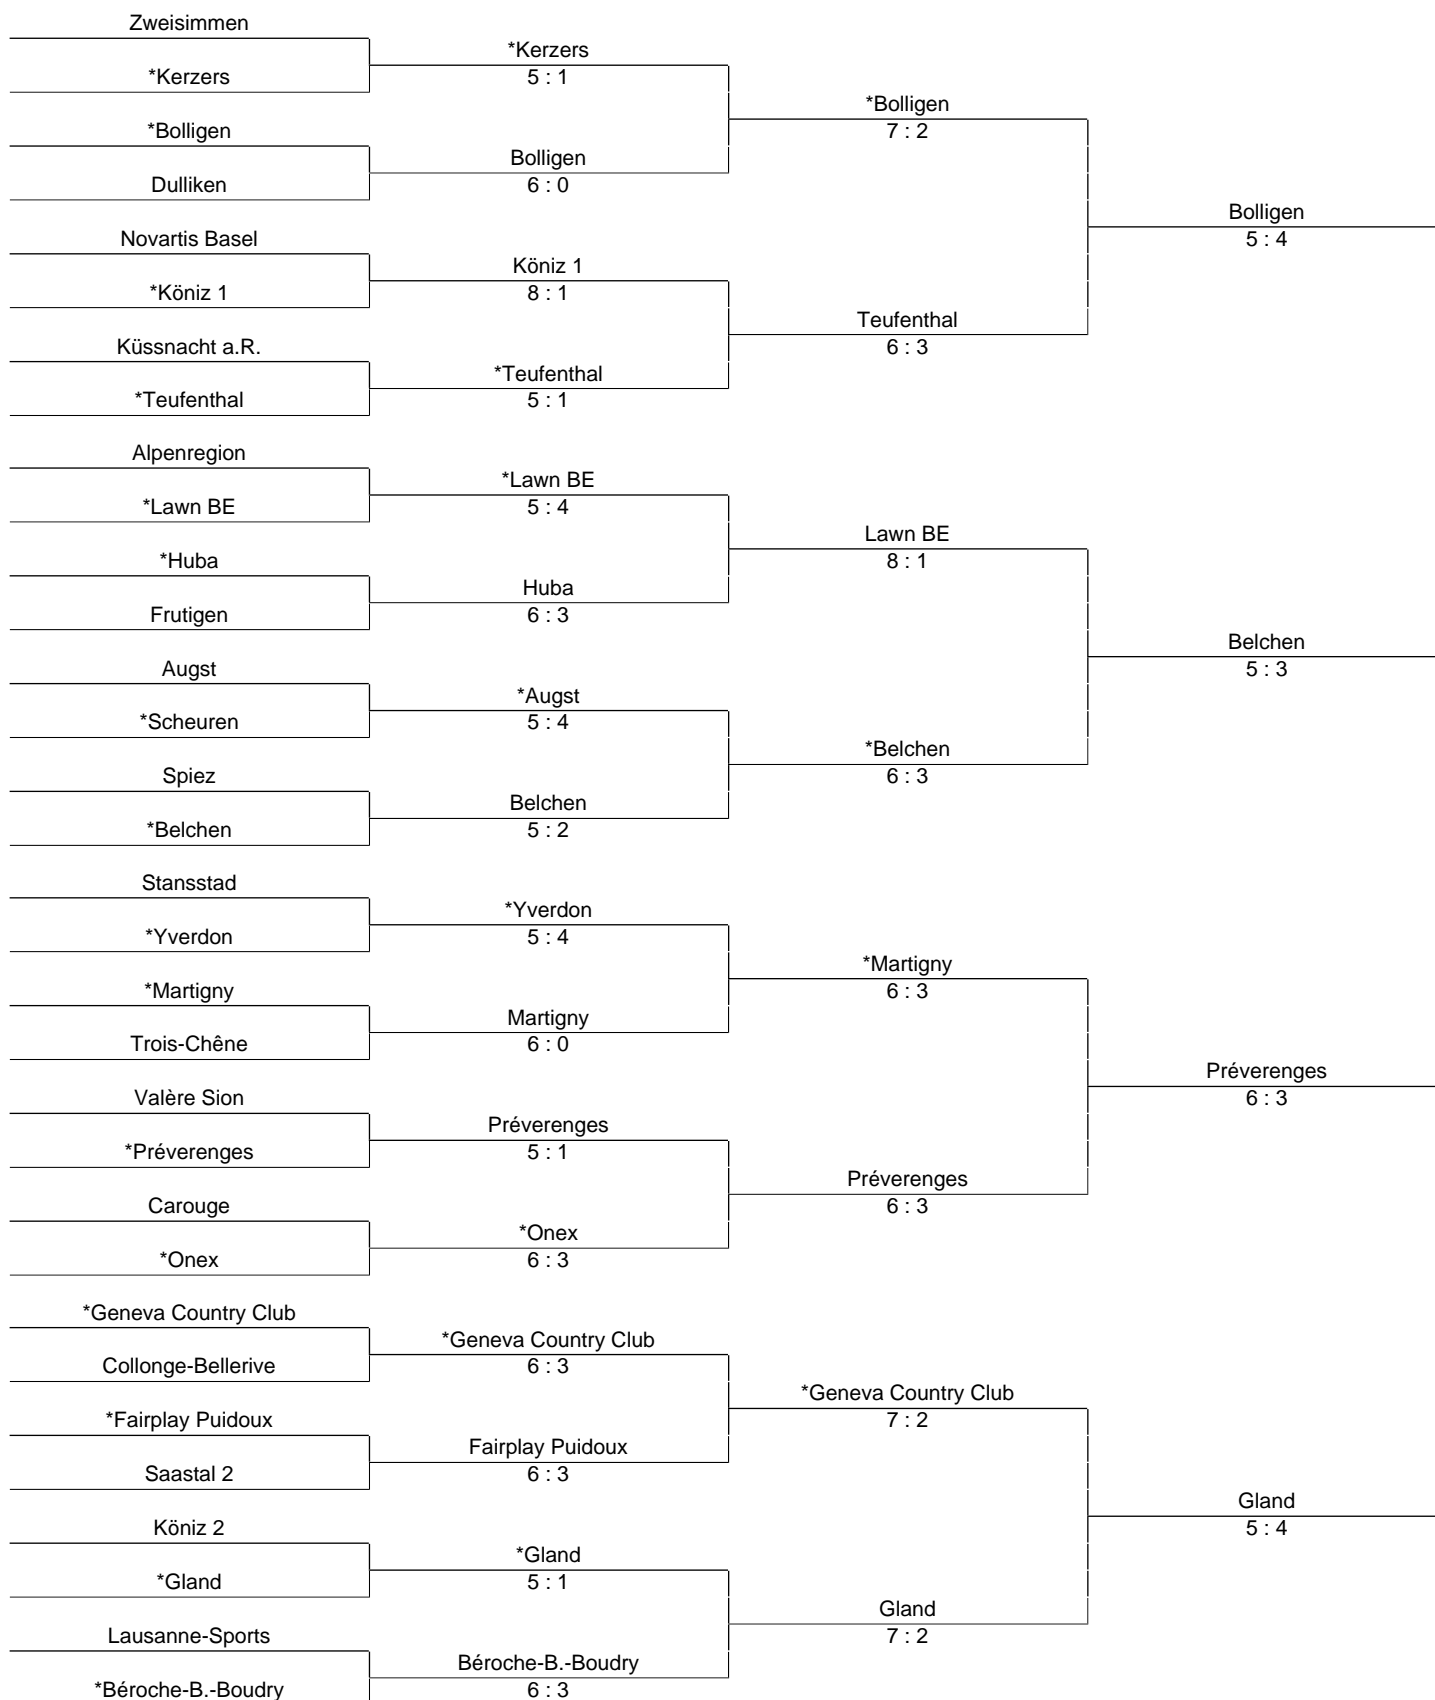 Zweisimmen
*Kerzers
*Kerzers
5 : 1
*Bolligen
7 : 2
*Bolligen
Bolligen
6 : 0
Dulliken
Bolligen
5 : 4
Novartis Basel
Köniz 1
8 : 1
*Köniz 1
Teufenthal
6 : 3
Küssnacht a.R.
*Teufenthal
5 : 1
*Teufenthal
Alpenregion
*Lawn BE
5 : 4
*Lawn BE
Lawn BE
8 : 1
*Huba
Huba
6 : 3
Frutigen
Belchen
5 : 3
Augst
*Augst
5 : 4
*Scheuren
*Belchen
6 : 3
Spiez
Belchen
5 : 2
*Belchen
Stansstad
*Yverdon
5 : 4
*Yverdon
*Martigny
6 : 3
*Martigny
Martigny
6 : 0
Trois-Chêne
Préverenges
6 : 3
Valère Sion
Préverenges
5 : 1
*Préverenges
Préverenges
6 : 3
Carouge
*Onex
6 : 3
*Onex
*Geneva Country Club
*Geneva Country Club
6 : 3
Collonge-Bellerive
*Geneva Country Club
7 : 2
*Fairplay Puidoux
Fairplay Puidoux
6 : 3
Saastal 2
Gland
5 : 4
Köniz 2
*Gland
5 : 1
*Gland
Gland
7 : 2
Lausanne-Sports
Béroche-B.-Boudry
6 : 3
*Béroche-B.-Boudry